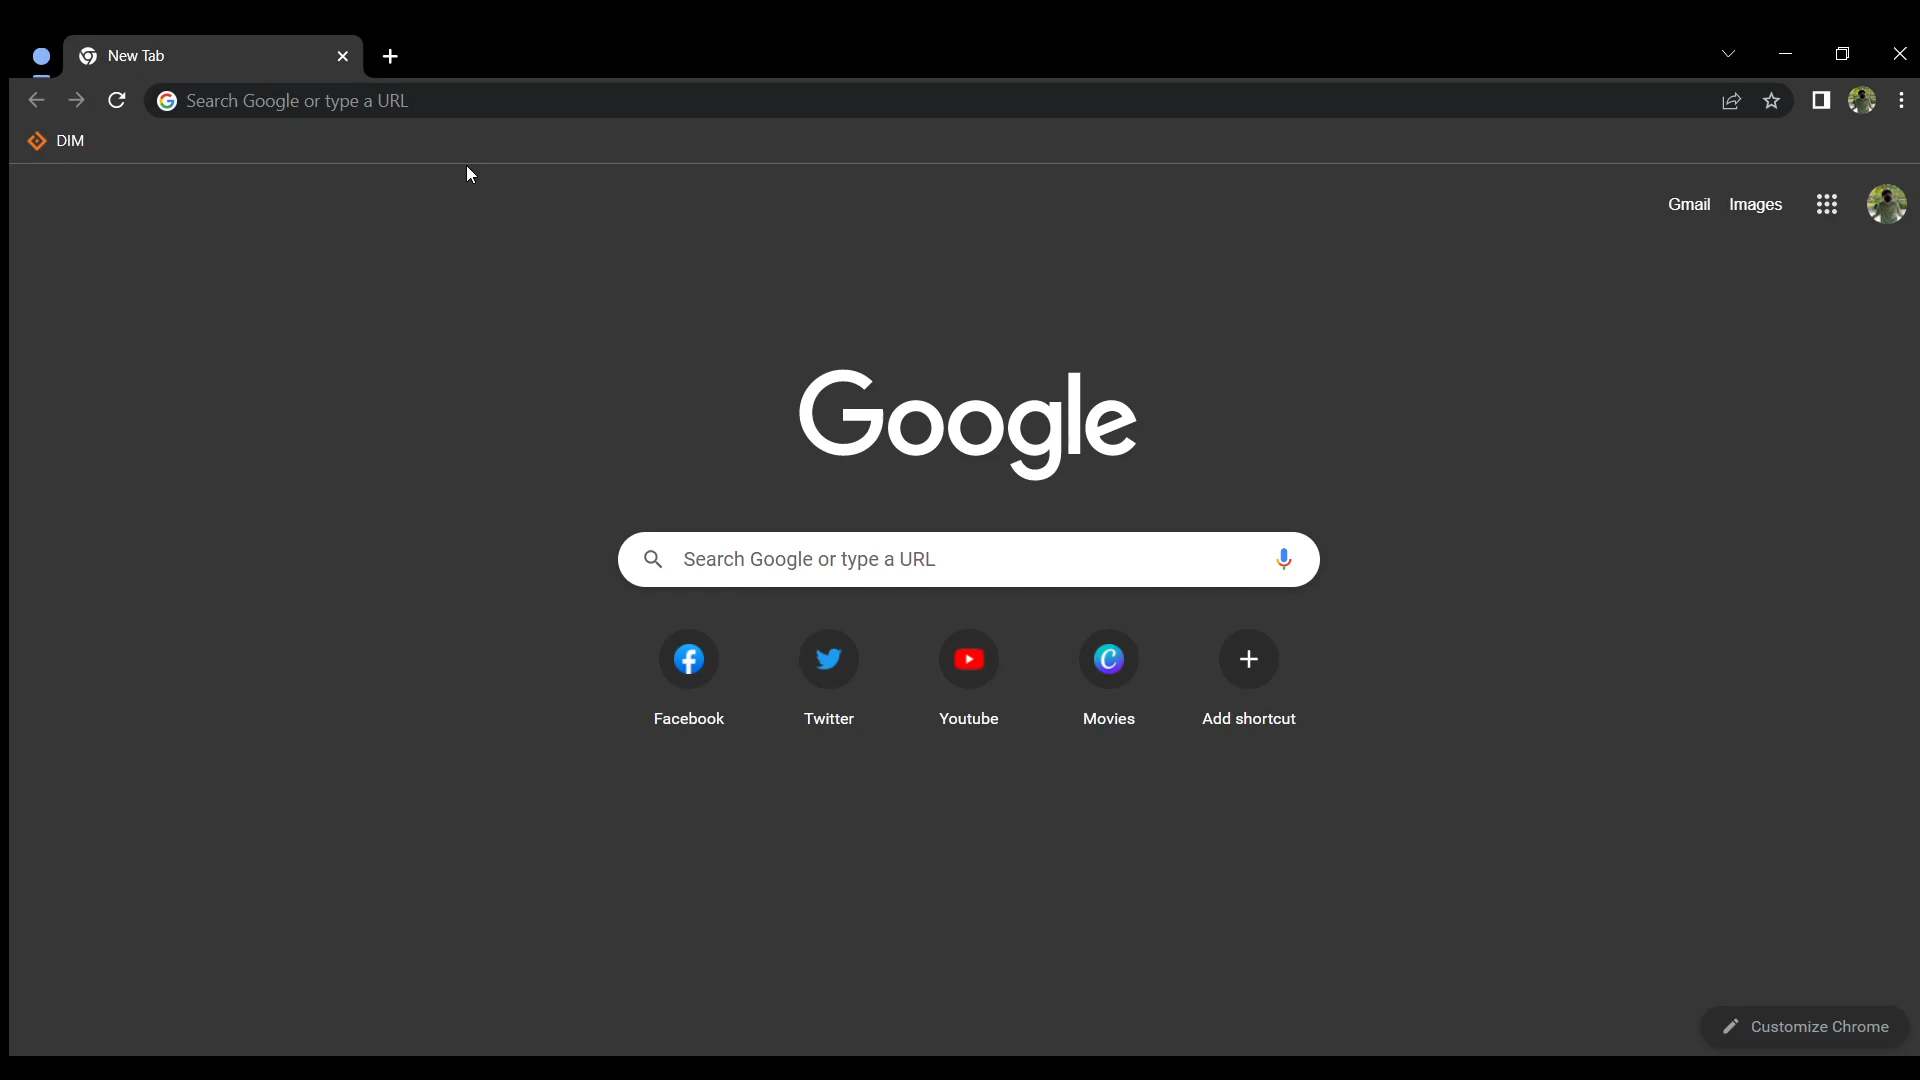 New Tab
Search Google or type a URL
DIM
Gmail Images
Google
Search Google or type a URL
Facebook Twitter Youtube Movies Add shortcut
Customize Chrome